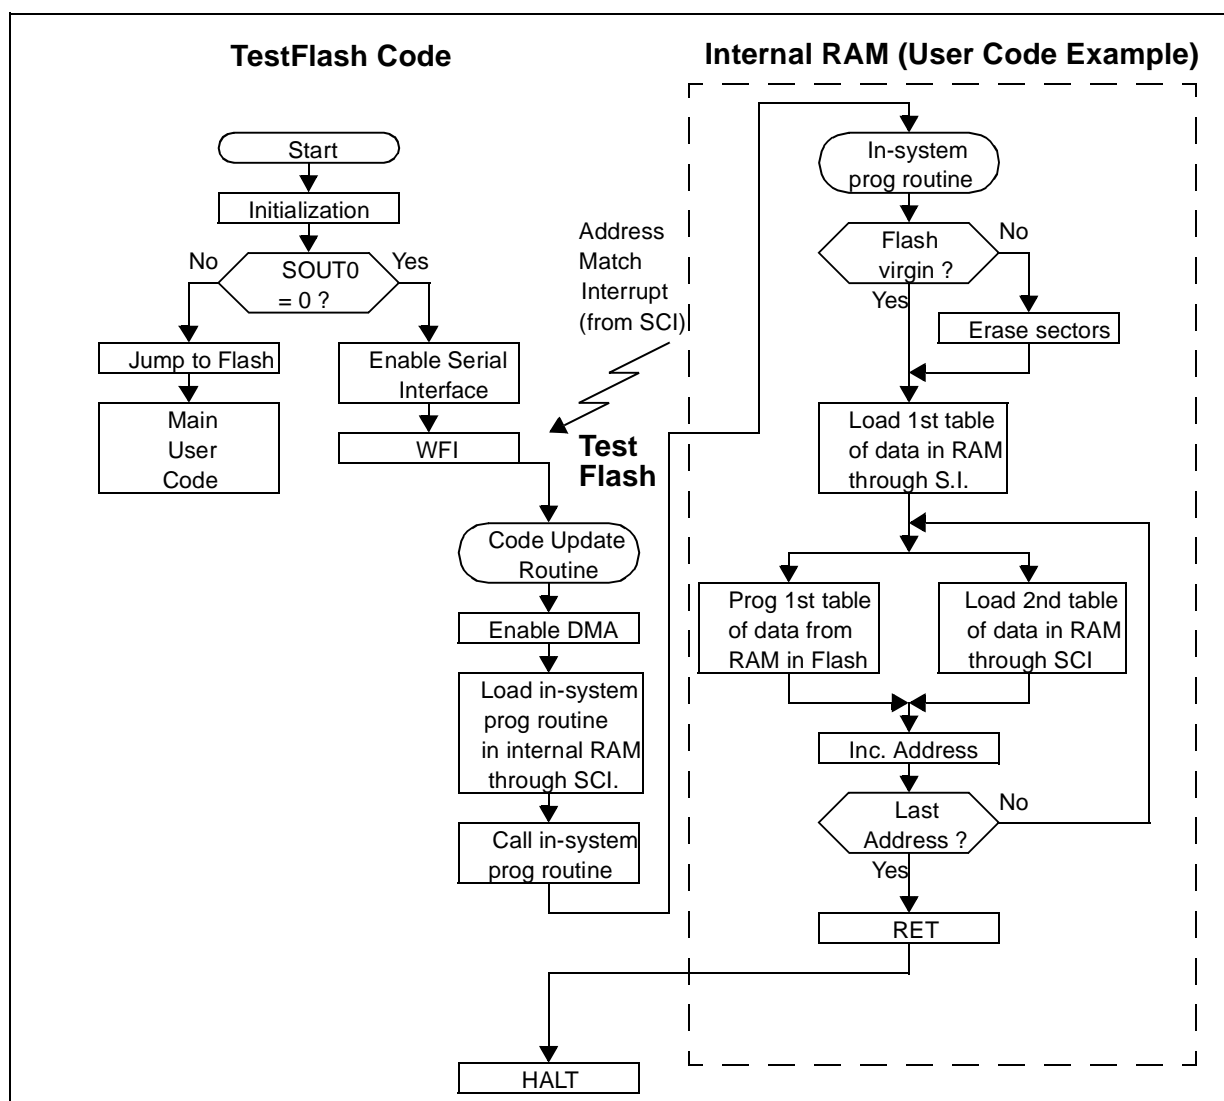 TestFlash Code
Start
Initialization
No
SOUT0
= 0 ?
Yes
Jump to Flash
Main
User
Code
Enable Serial
Interface
WFI
Address
Match
Interrupt
(from SCI)
Test
Flash
Code Update
Routine
Enable DMA
Load in-system
prog routine
in internal RAM
through SCI.
Call in-system
prog routine
HALT
Internal RAM (User Code Example)
In-system
prog routine
Flash
virgin ?
No
Yes
Erase sectors
Load 1st table
of data in RAM
through S.I.
Prog 1st table
of data from
RAM in Flash
Load 2nd table
of data in RAM
through SCI
Inc. Address
Last
Address ?
No
Yes
RET